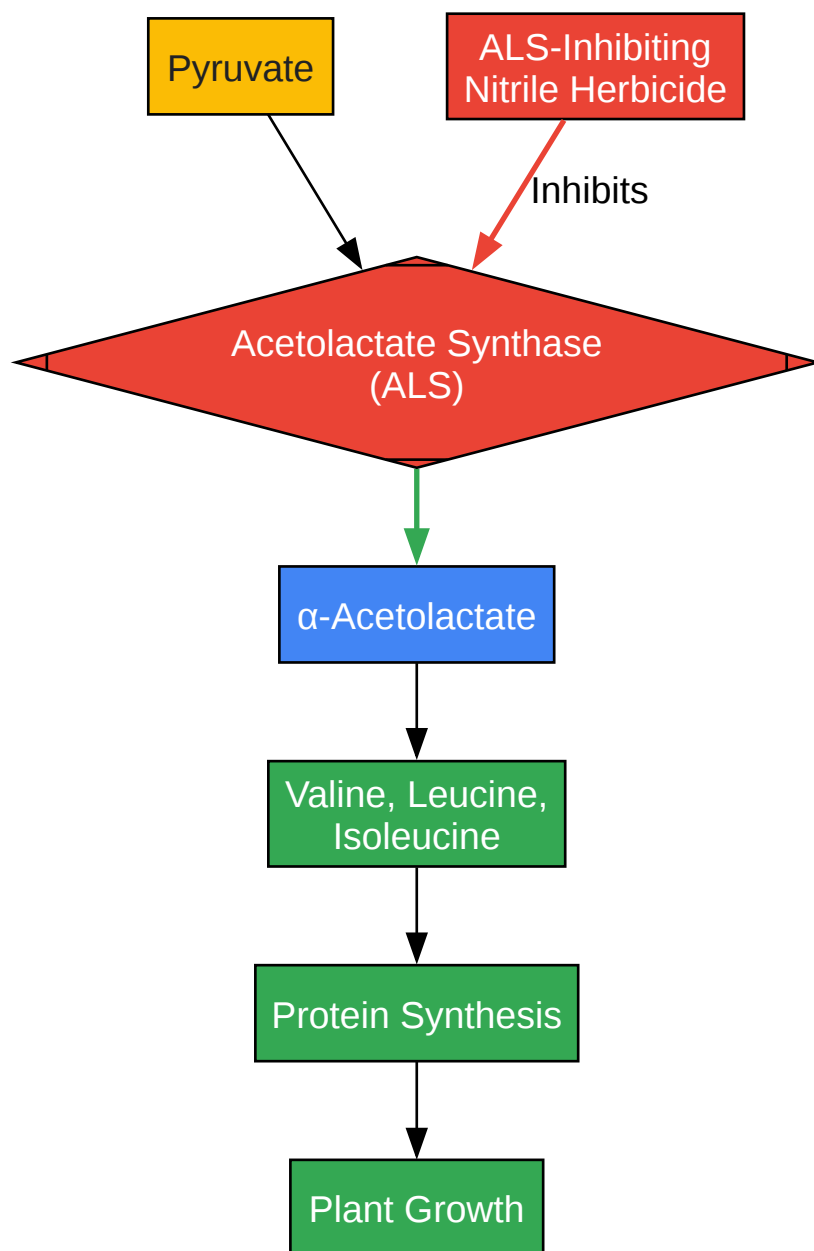 Pyruvate
ALS-Inhibiting
Nitrile Herbicide
Inhibits
Acetolactate Synthase
(ALS)
α-Acetolactate
Valine, Leucine,
Isoleucine
Protein Synthesis
Plant Growth